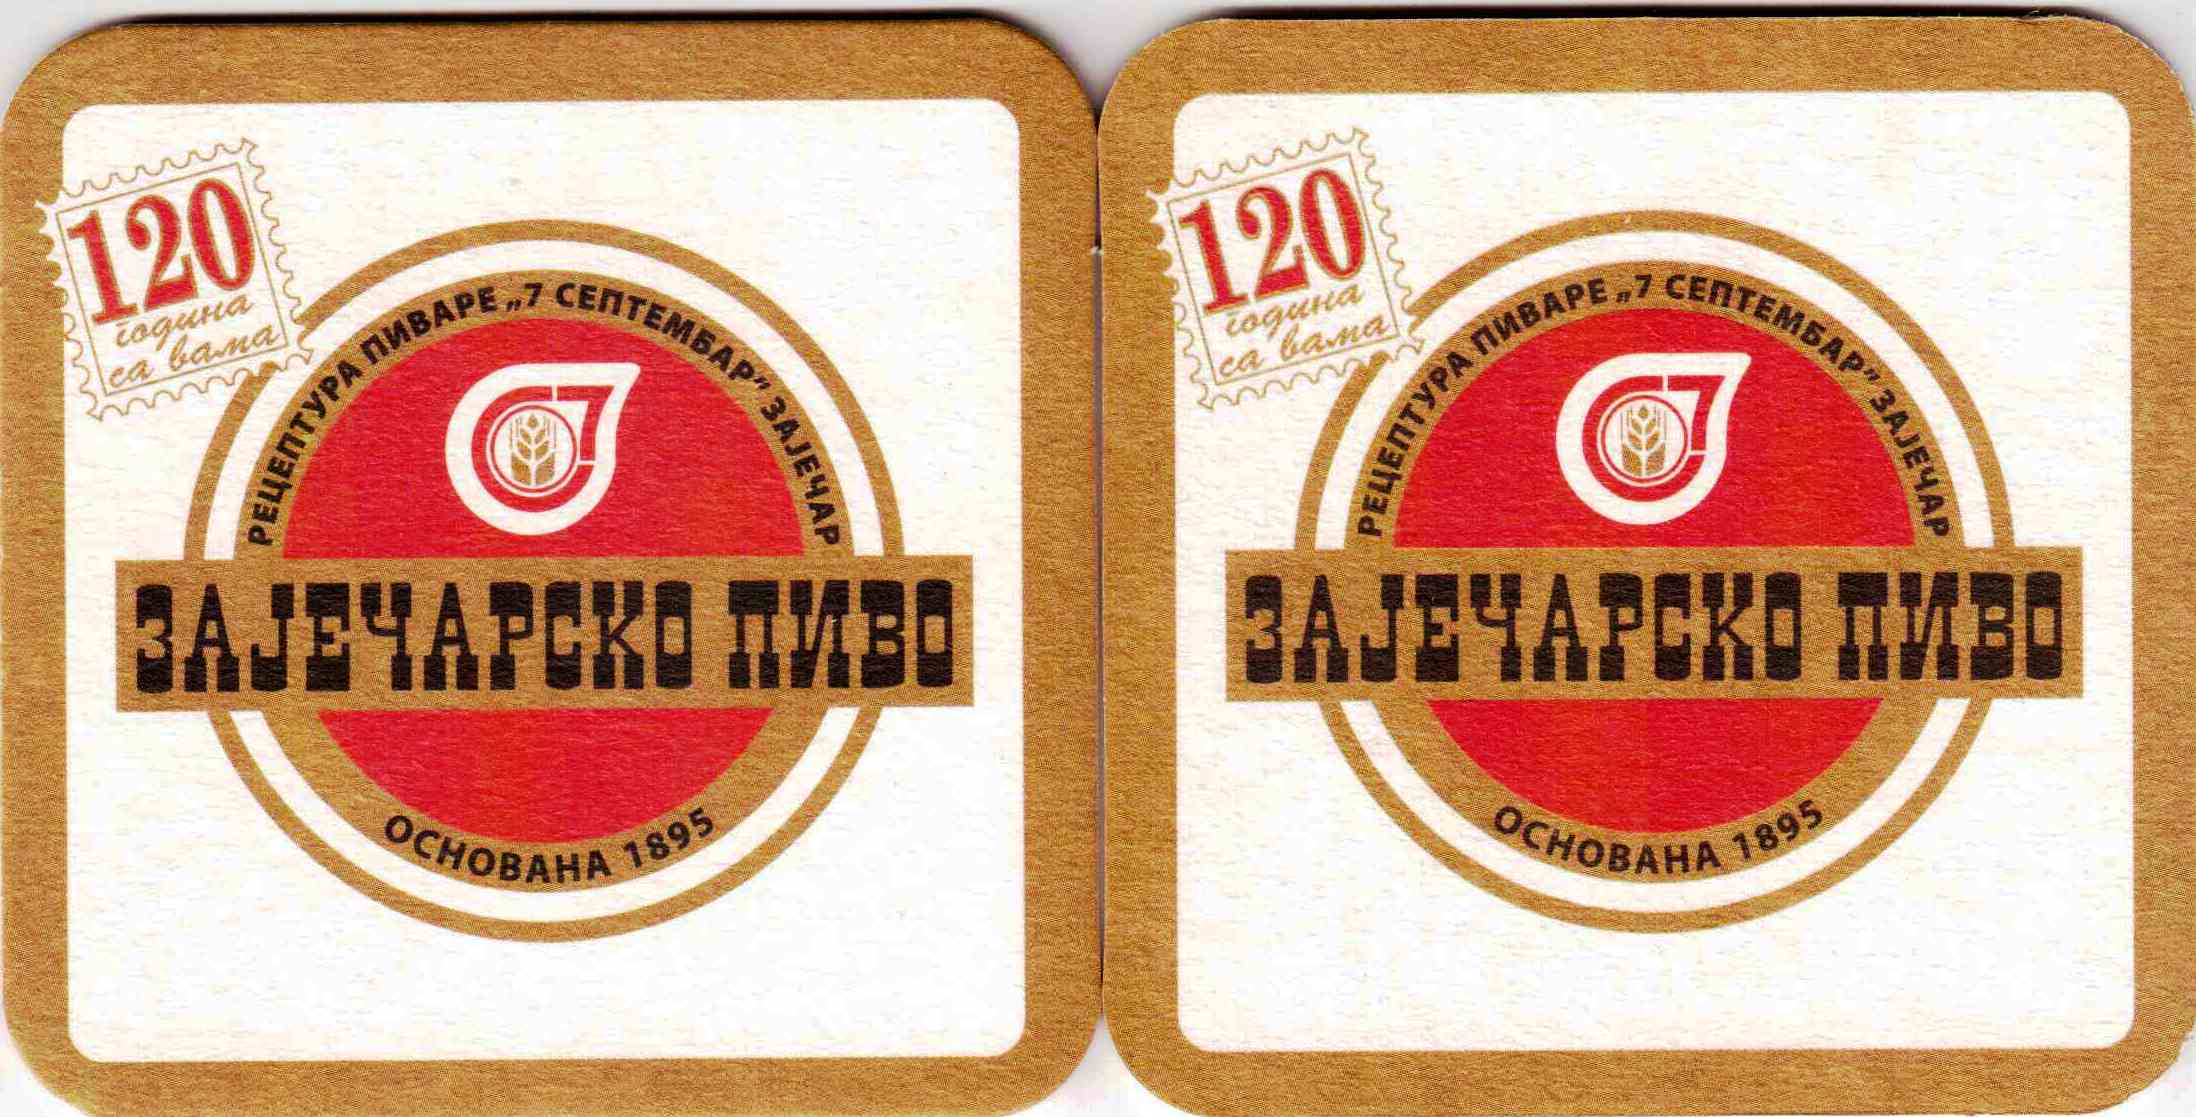 120
година
са вама
РЕЦЕПТУРА ПИВАРЕ „7 СЕПТЕМБАР” ЗАЈЕЧАР
ЗАЈЕЧАРСКО ПИВО
ОСНОВАНА 1895
120
година
са вама
РЕЦЕПТУРА ПИВАРЕ „7 СЕПТЕМБАР” ЗАЈЕЧАР
ЗАЈЕЧАРСКО ПИВО
ОСНОВАНА 1895